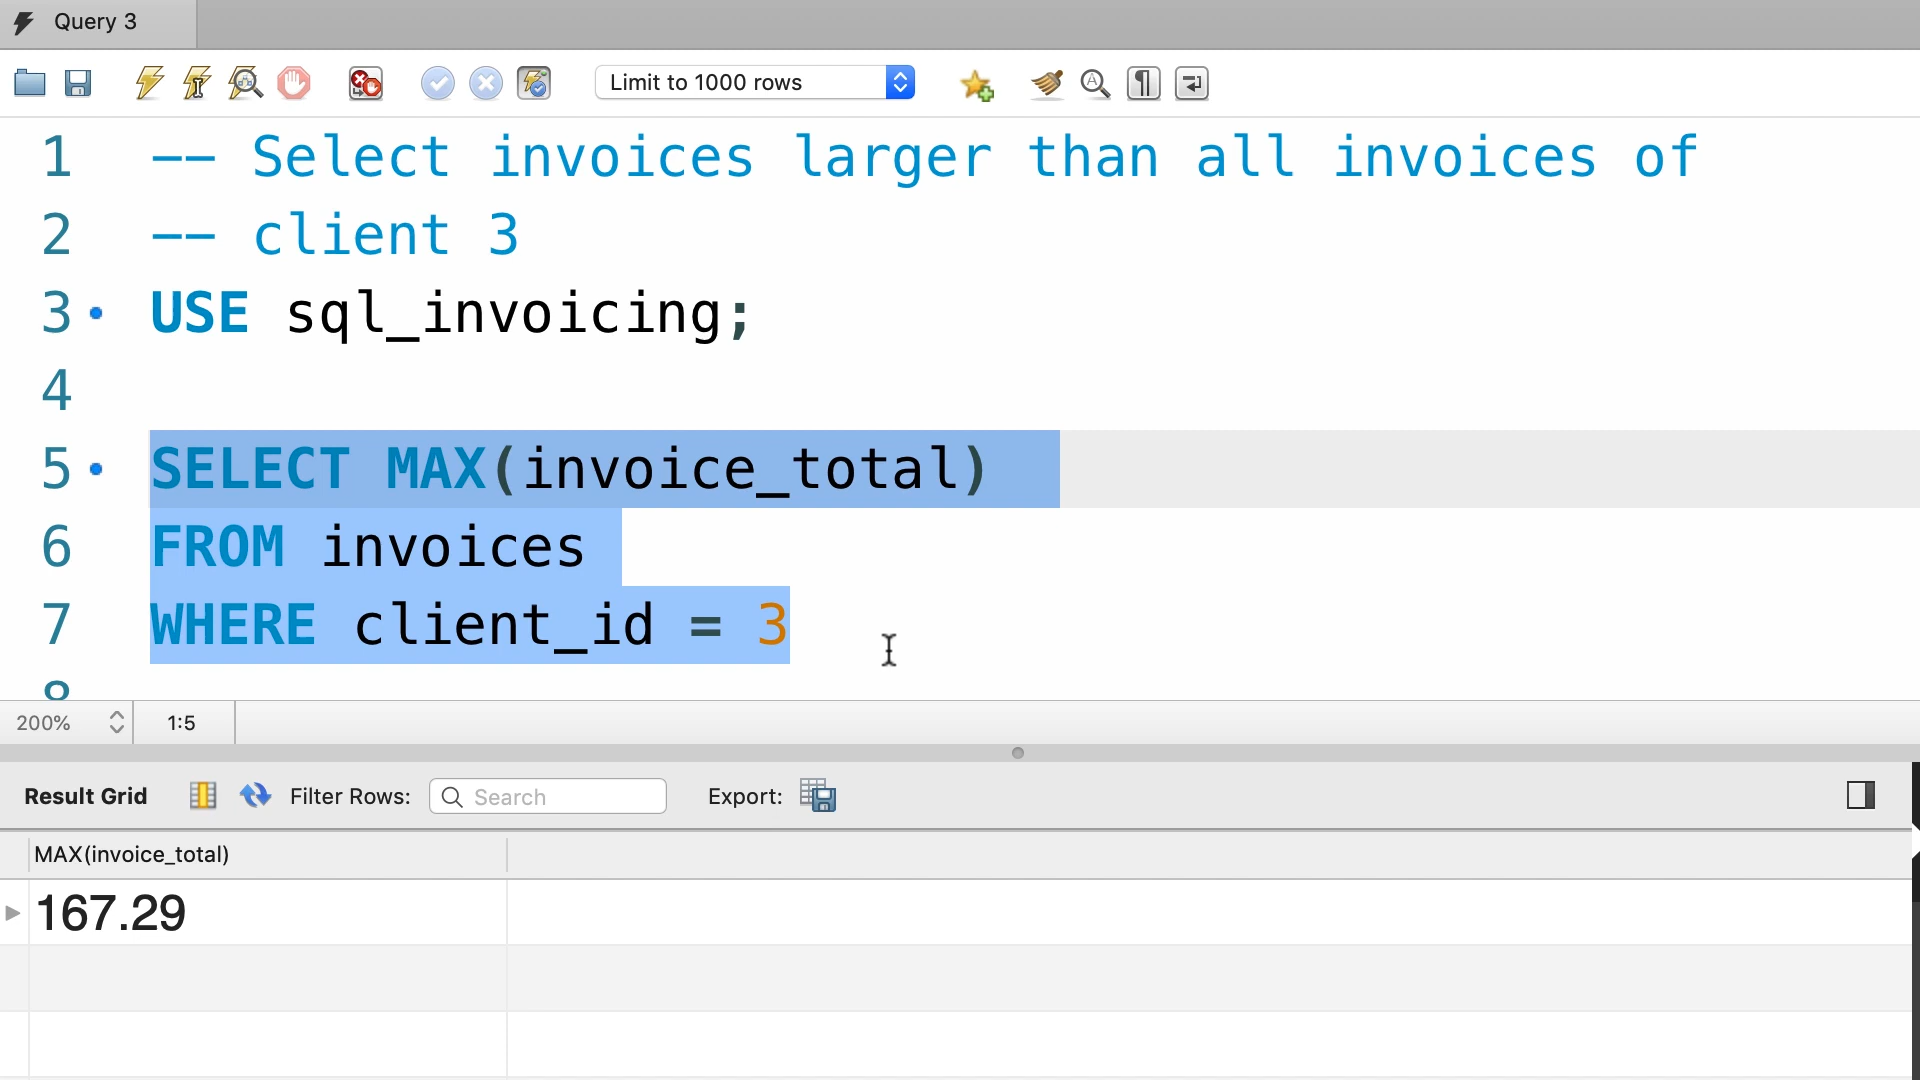 Query 3
Limit to 1000 rows
1 -- Select invoices larger than all invoices of
2 -- client 3
3 USE sql_invoicing;
4
5 SELECT MAX(invoice_total)
6 FROM invoices
7 WHERE client_id = 3
8
200% 1:5
Result Grid Filter Rows: Search Export:
MAX(invoice_total)
167.29